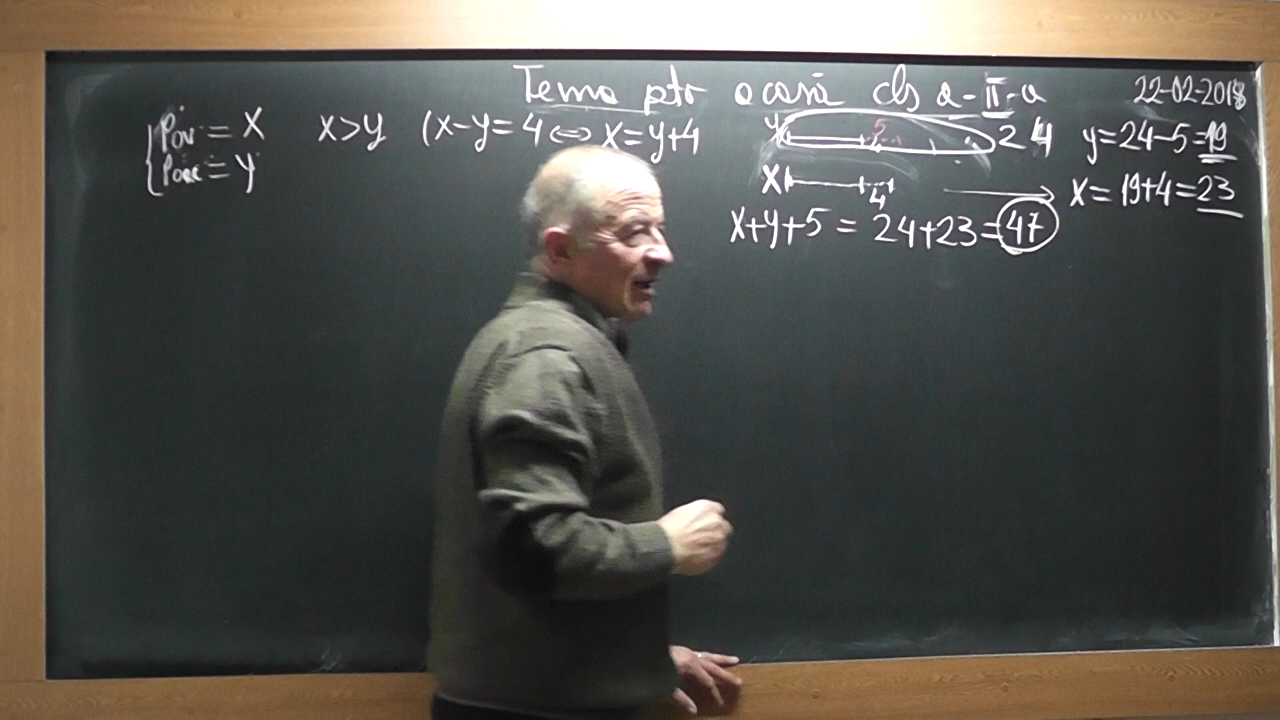 Tema ptr acasă cls a-II-a 22-02-2018
Pov = X X>y (X-y=4⇔ X=y+4 y 5 24 y=24-5=19
= y X 4 → X=19+4=23
X+y+5 = 24+23=47